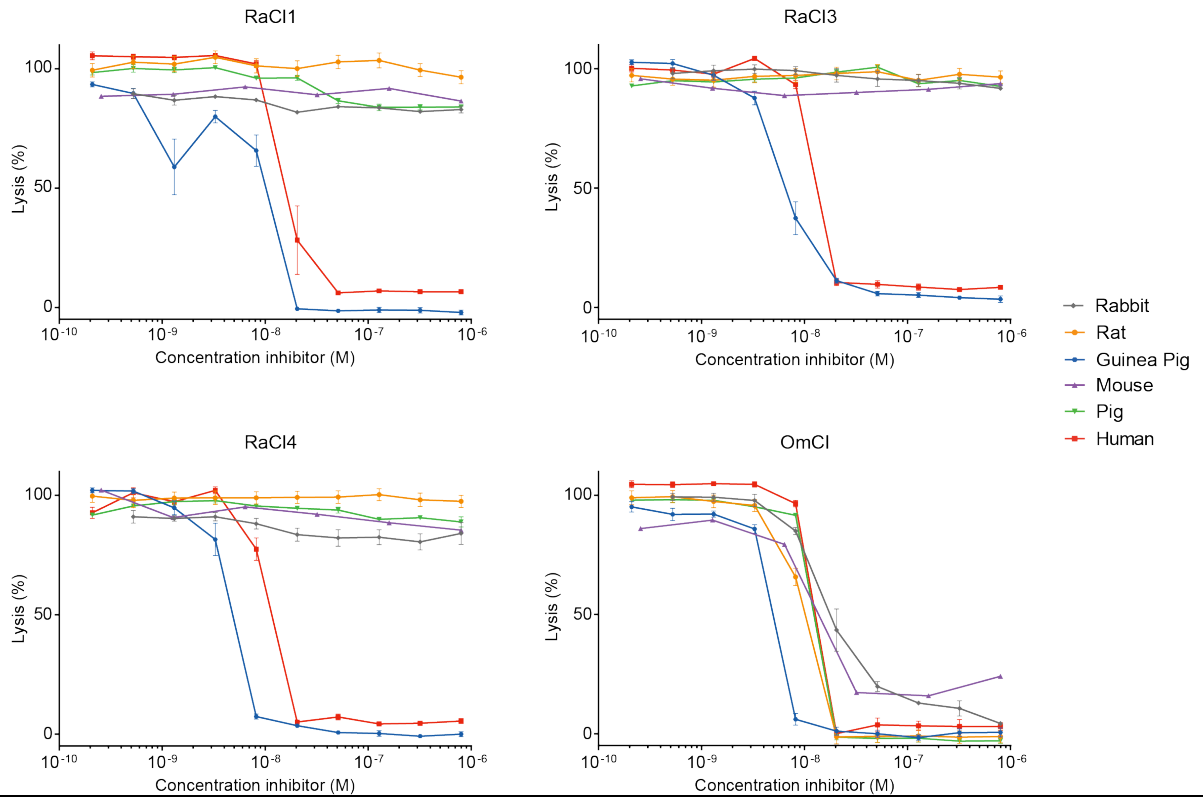 RaCI1
100
50
0
Lysis (%)
10-10
10-9
10-8
10-7
10-6
Concentration inhibitor (M)
RaCI3
100
50
0
Lysis (%)
10-10
10-9
10-8
10-7
10-6
Concentration inhibitor (M)
Rabbit
Rat
Guinea Pig
Mouse
Pig
Human
RaCI4
100
50
0
Lysis (%)
10-10
10-9
10-8
10-7
10-6
Concentration inhibitor (M)
OmCI
100
50
0
Lysis (%)
10-10
10-9
10-8
10-7
10-6
Concentration inhibitor (M)